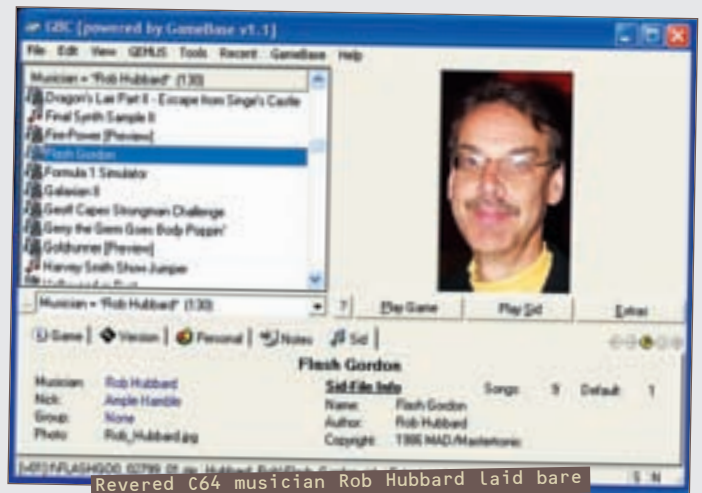 GBC [powered by GameBase v1.1]
File Edit View GEMUS Tools Recent GameBase Help
Musician = "Rob Hubbard" (130)
Dragon's Lair Part II - Escape from Singe's Castle
Final Synth Sample II
Fire-Power [Preview]
Flash Gordon
Formula 1 Simulator
Galaxian II
Geoff Capes Strongman Challenge
Gerry the Germ Goes Body Poppin'
Goldrunner [Preview]
Harvey Smith Show Jumper
Musician = "Rob Hubbard" (130) ?
Play Game Play Sid Extras
Game Version Personal Notes Sid
Flash Gordon
Musician: Rob Hubbard
Nick:
Group: None
Photo: Rob_Hubbard.jpg
Sid-File Info
Name: Flash Gordon
Author: Rob Hubbard
Copyright: 1986 MAD/Mastertronic
Songs: 9 Default: 1
S N
Revered C64 musician Rob Hubbard laid bare